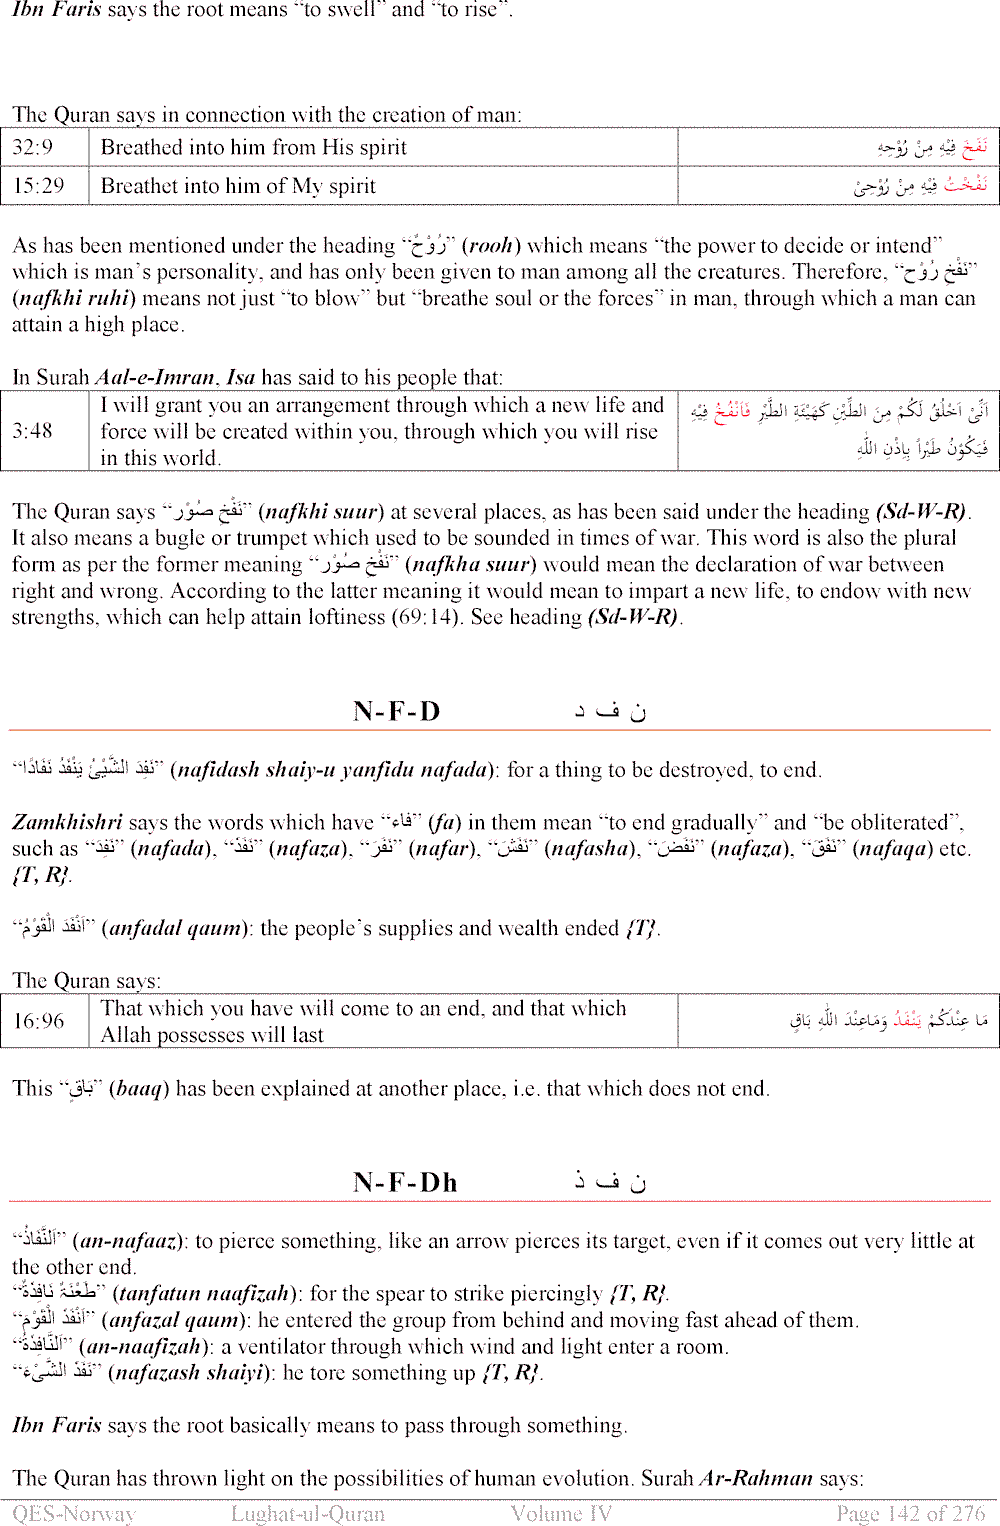 Ibn Faris says the root means “to swell” and “to rise”.
The Quran says in connection with the creation of man:
32:9 Breathed into him from His spirit نَفَخَ فِيْهِ مِنْ رُوْحِهِ
15:29 Breathet into him of My spirit نَفَخْتُ فِيْهِ مِنْ رُوْحِىْ
As has been mentioned under the heading “رُوْحٌ” (rooh) which means “the power to decide or intend”
which is man’s personality, and has only been given to man among all the creatures. Therefore, “نَفْخِ رُوْح”
(nafkhi ruhi) means not just “to blow” but “breathe soul or the forces” in man, through which a man can
attain a high place.
In Surah Aal-e-Imran, Isa has said to his people that:
3:48 I will grant you an arrangement through which a new life and
force will be created within you, through which you will rise
in this world.
اَنِّىْ اَخْلُقُ لَكُمْ مِنَ الطِّيْنِ كَهَيْئَةِ الطَّيْرِ فَاَنْفُخُ فِيْهِ
فَيَكُوْنُ طَيْراً بِاِذْنِ اللّٰهِ
The Quran says “نَفْخِ صُوْر” (nafkhi suur) at several places, as has been said under the heading (Sd-W-R).
It also means a bugle or trumpet which used to be sounded in times of war. This word is also the plural
form as per the former meaning “نَفْخِ صُوْر” (nafkha suur) would mean the declaration of war between
right and wrong. According to the latter meaning it would mean to impart a new life, to endow with new
strengths, which can help attain loftiness (69:14). See heading (Sd-W-R).
N-F-D ن ف د
“نَفِدَ الشَّيْئُ يَنْفَدُ نَفَادًا” (nafidash shaiy-u yanfidu nafada): for a thing to be destroyed, to end.
Zamkhishri says the words which have “فاء” (fa) in them mean “to end gradually” and “be obliterated”,
such as “نَفِدَ” (nafada), “نَفَذَ” (nafaza), “نَفَرَ” (nafar), “نَفَشَ” (nafasha), “نَفَضَ” (nafaza), “نَفَقَ” (nafaqa) etc.
{T, R}.
“اَنْفَدَ الْقَوْمُ” (anfadal qaum): the people’s supplies and wealth ended {T}.
The Quran says:
16:96 That which you have will come to an end, and that which
Allah possesses will last
مَا عِنْدَكُمْ يَنْفَدُ وَمَاعِنْدَ اللّٰهِ بَاقٍ
This “بَاقٍ” (baaq) has been explained at another place, i.e. that which does not end.
N-F-Dh ن ف ذ
“اَلنَّفَاذُ” (an-nafaaz): to pierce something, like an arrow pierces its target, even if it comes out very little at
the other end.
“طَعْنَةٌ نَافِذَةٌ” (tanfatun naafizah): for the spear to strike piercingly {T, R}.
“اَنْفَذَ الْقَوْمَ” (anfazal qaum): he entered the group from behind and moving fast ahead of them.
“اَلنَّافِذَةُ” (an-naafizah): a ventilator through which wind and light enter a room.
“نَفَذَ الشَّىْءَ” (nafazash shaiyi): he tore something up {T, R}.
Ibn Faris says the root basically means to pass through something.
The Quran has thrown light on the possibilities of human evolution. Surah Ar-Rahman says:
QES-Norway Lughat-ul-Quran Volume IV Page 142 of 276